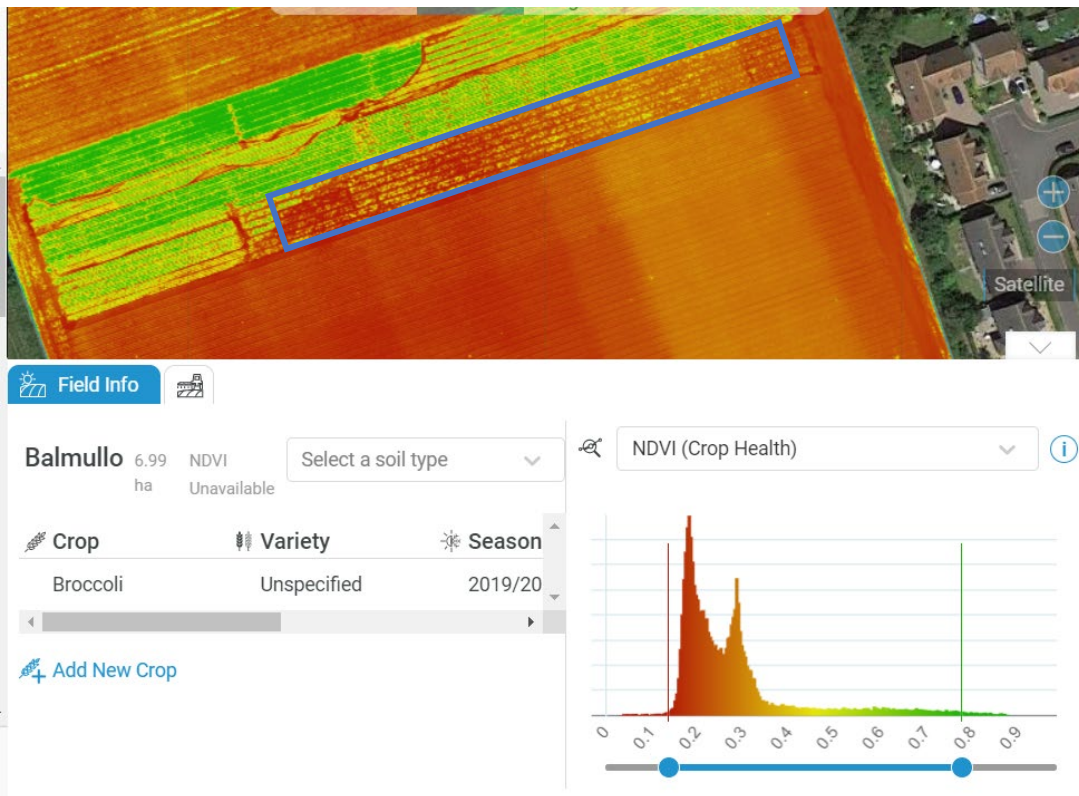 Satellite
Field Info
Balmullo 6.99 ha NDVI Unavailable
Select a soil type
NDVI (Crop Health)
i
Crop Variety Season
Broccoli Unspecified 2019/20
Add New Crop
0 0.1 0.2 0.3 0.4 0.5 0.6 0.7 0.8 0.9